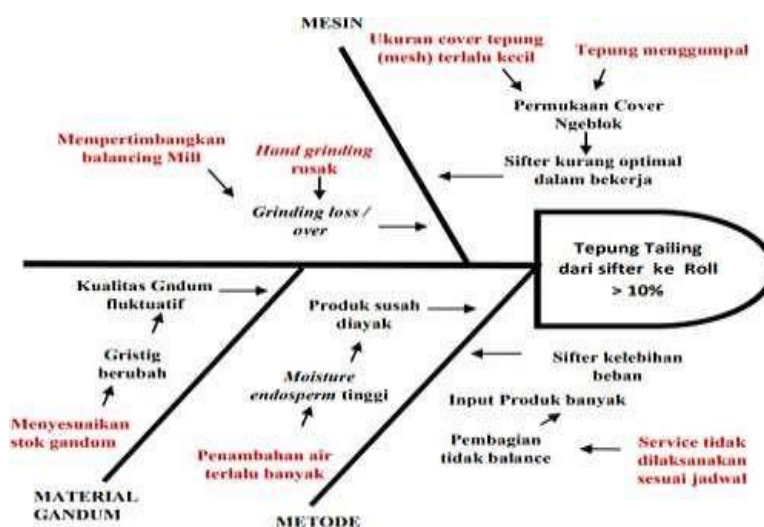 MESIN
Ukuran cover tepung
(mesh) terlalu kecil
Tepung menggumpal
Permukaan Cover
Ngeblok
Mempertimbangkan
balancing Mill
Hand grinding
rusak
Sifter kurang optimal
dalam bekerja
Grinding loss /
over
Tepung Tailing
dari sifter ke Roll
> 10%
Kualitas Gndum
fluktuatif
Produk susah
diayak
Gristig
berubah
Sifter kelebihan
beban
Moisture
endosperm tinggi
Input Produk banyak
Menyesuaikan
stok gandum
Penambahan air
terlalu banyak
Pembagian
tidak balance
Service tidak
dilaksanakan
sesuai jadwal
MATERIAL
GANDUM
METODE